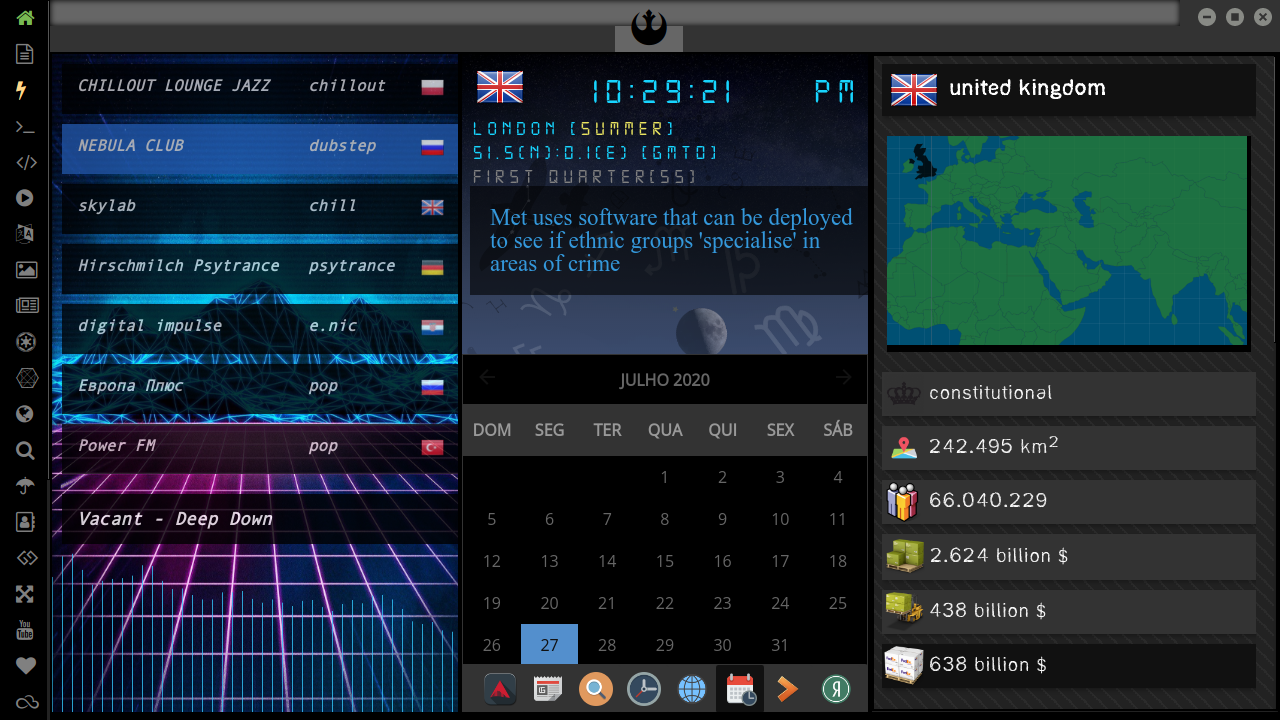 CHILLOUT LOUNGE JAZZ chillout
NEBULA CLUB dubstep
skylab chill
Hirschmilch Psytrance psytrance
digital impulse e.nic
Европа Плюс pop
Power FM pop
Vacant - Deep Down
10:29:21 PM
LONDON (SUMMER)
51.5(N):0.1(E) (GMT0)
FIRST QUARTER(55)
Met uses software that can be deployed
to see if ethnic groups 'specialise' in
areas of crime
JULHO 2020
DOM SEG TER QUA QUI SEX SÁB
1 2 3 4
5 6 7 8 9 10 11
12 13 14 15 16 17 18
19 20 21 22 23 24 25
26 27 28 29 30 31
united kingdom
constitutional
242.495 km²
66.040.229
2.624 billion $
438 billion $
638 billion $
You
Tube